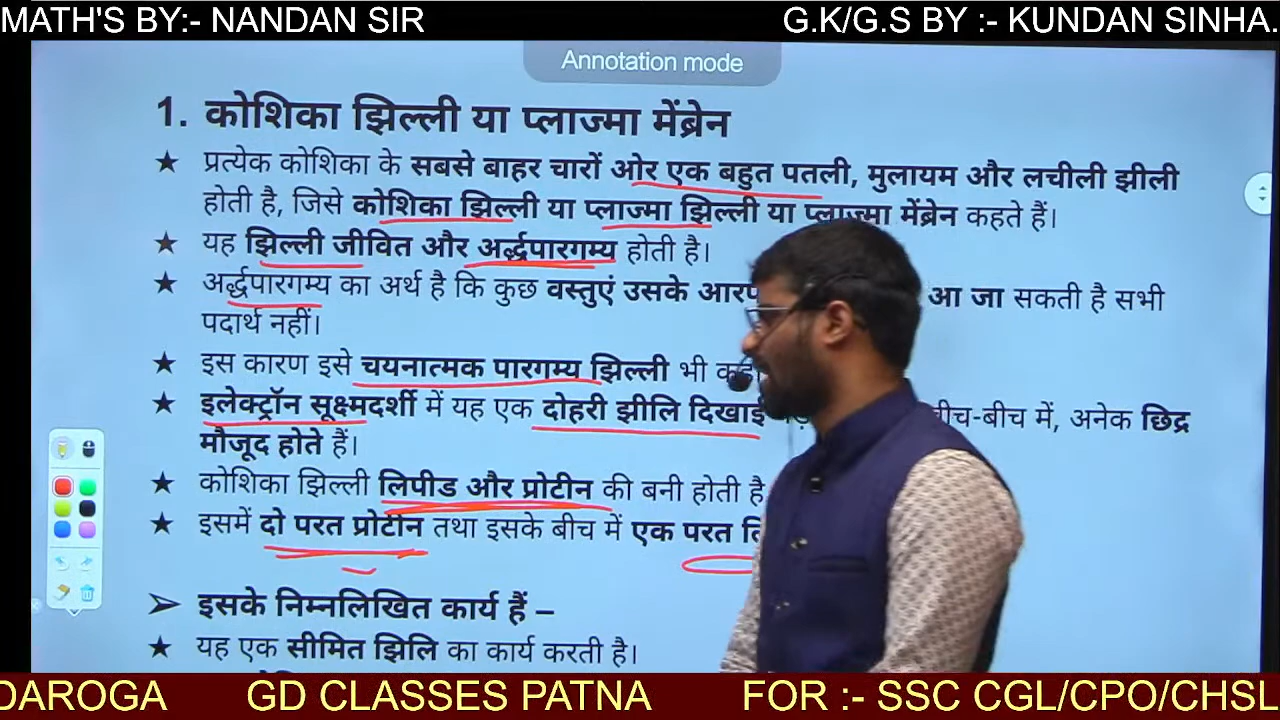 MATH'S BY:- NANDAN SIR
G.K/G.S BY :- KUNDAN SINHA.
Annotation mode
1. कोशिका झिल्ली या प्लाज्मा मेंब्रेन
★ प्रत्येक कोशिका के सबसे बाहर चारों ओर एक बहुत पतली, मुलायम और लचीली झीली
होती है, जिसे कोशिका झिल्ली या प्लाज्मा झिल्ली या प्लाज्मा मेंब्रेन कहते हैं।
★ यह झिल्ली जीवित और अर्द्धपारगम्य होती है।
★ अर्द्धपारगम्य का अर्थ है कि कुछ वस्तुएं उसके आ जा सकती है सभी
पदार्थ नहीं।
★ इस कारण इसे चयनात्मक पारगम्य झिल्ली भी
★ इलेक्ट्रॉन सूक्ष्मदर्शी में यह एक दोहरी झीलि दिखाई बीच-बीच में, अनेक छिद्र
मौजूद होते हैं।
★ कोशिका झिल्ली लिपीड और प्रोटीन की बनी होती है
★ इसमें दो परत प्रोटीन तथा इसके बीच में एक परत
➢ इसके निम्नलिखित कार्य हैं –
★ यह एक सीमित झिलि का कार्य करती है।
DAROGA GD CLASSES PATNA FOR :- SSC CGL/CPO/CHSL